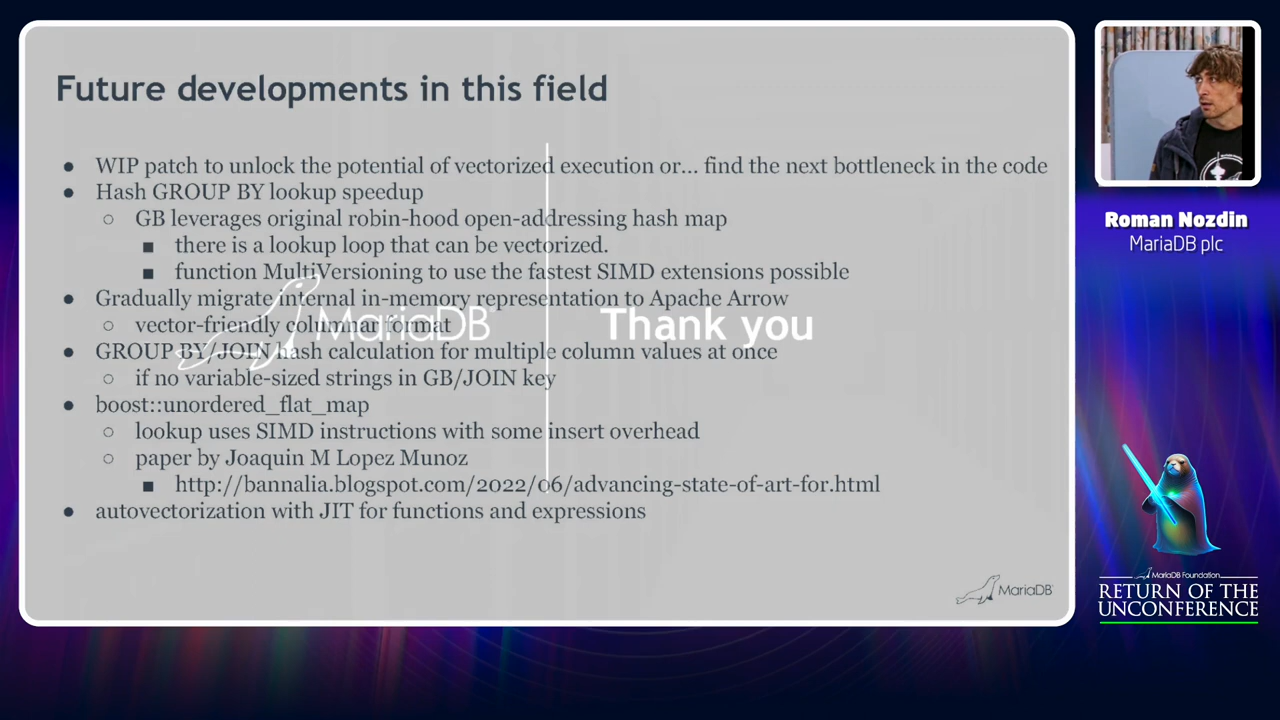 Future developments in this field
● WIP patch to unlock the potential of vectorized execution or... find the next bottleneck in the code
● Hash GROUP BY lookup speedup
○ GB leverages original robin-hood open-addressing hash map
■ there is a lookup loop that can be vectorized.
■ function MultiVersioning to use the fastest SIMD extensions possible
● Gradually migrate internal in-memory representation to Apache Arrow
○ vector-friendly columnar format
● GROUP BY/JOIN hash calculation for multiple column values at once
○ if no variable-sized strings in GB/JOIN key
● boost::unordered_flat_map
○ lookup uses SIMD instructions with some insert overhead
○ paper by Joaquin M Lopez Munoz
■ http://bannalia.blogspot.com/2022/06/advancing-state-of-art-for.html
● autovectorization with JIT for functions and expressions
MariaDB
Thank you
MariaDB
Roman Nozdin
MariaDB plc
MariaDB Foundation
RETURN OF THE
UNCONFERENCE